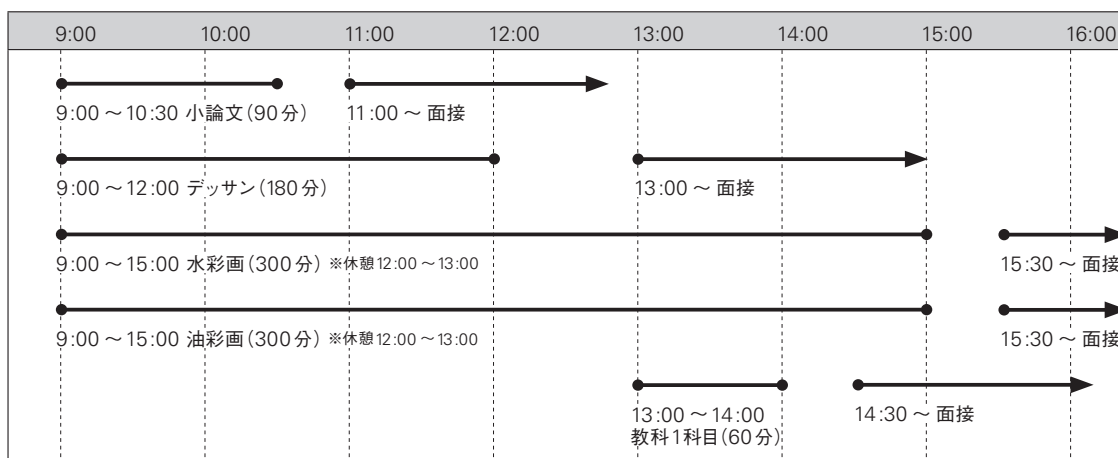 9:00 10:00 11:00 12:00 13:00 14:00 15:00 16:00
9:00 ~ 10:30 小論文(90分) 11:00 ~ 面接
9:00 ~ 12:00 デッサン(180分) 13:00 ~ 面接
9:00 ~ 15:00 水彩画(300分) ※休憩12:00 ~ 13:00 15:30 ~ 面接
9:00 ~ 15:00 油彩画(300分) ※休憩12:00 ~ 13:00 15:30 ~ 面接
13:00 ~ 14:00 14:30 ~ 面接
教科1科目(60分)